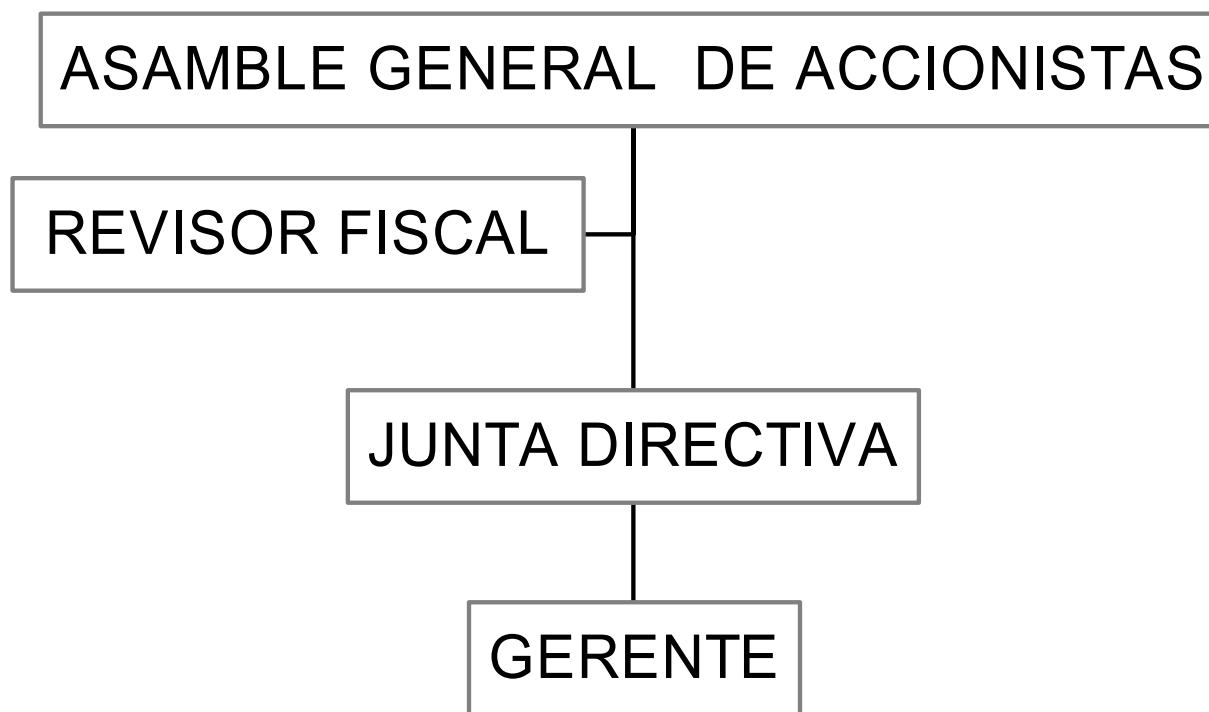 ASAMBLE GENERAL DE ACCIONISTAS
REVISOR FISCAL
JUNTA DIRECTIVA
GERENTE